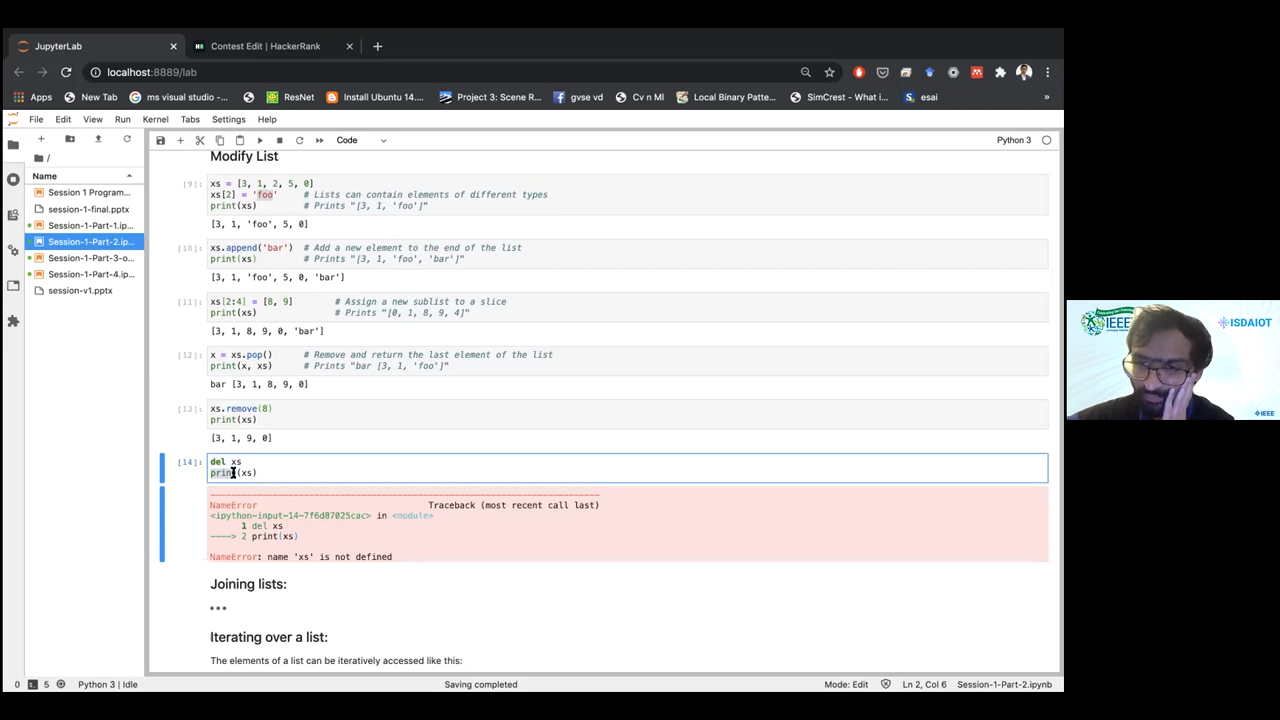 JupyterLab
Contest Edit | HackerRank
localhost:8889/lab
Apps
New Tab
ms visual studio -...
ResNet
Install Ubuntu 14....
Project 3: Scene R...
gvse vd
Cv n Ml
Local Binary Patte...
SimCrest - What i...
esai
»
File Edit View Run Kernel Tabs Settings Help
Code
Python 3
/
Name
Session 1 Program...
session-1-final.pptx
Session-1-Part-1.ip...
Session-1-Part-2.ip...
Session-1-Part-3-o...
Session-1-Part-4.ip...
session-v1.pptx
Modify List
[9]: xs = [3, 1, 2, 5, 0]
xs[2] = 'foo' # Lists can contain elements of different types
print(xs) # Prints "[3, 1, 'foo']"
[3, 1, 'foo', 5, 0]
[10]: xs.append('bar') # Add a new element to the end of the list
print(xs) # Prints "[3, 1, 'foo', 'bar']"
[3, 1, 'foo', 5, 0, 'bar']
[11]: xs[2:4] = [8, 9] # Assign a new sublist to a slice
print(xs) # Prints "[0, 1, 8, 9, 4]"
[3, 1, 8, 9, 0, 'bar']
[12]: x = xs.pop() # Remove and return the last element of the list
print(x, xs) # Prints "bar [3, 1, 'foo']"
bar [3, 1, 8, 9, 0]
[13]: xs.remove(8)
print(xs)
[3, 1, 9, 0]
[14]: del xs
print(xs)
NameError Traceback (most recent call last)
<ipython-input-14-7f6d87025cac> in <module>
1 del xs
----> 2 print(xs)
NameError: name 'xs' is not defined
Joining lists:
Iterating over a list:
The elements of a list can be iteratively accessed like this:
0 5 Python 3 | Idle
Saving completed
Mode: Edit
Ln 2, Col 6
Session-1-Part-2.ipynb
IEEE
ISDAIOT
IEEE